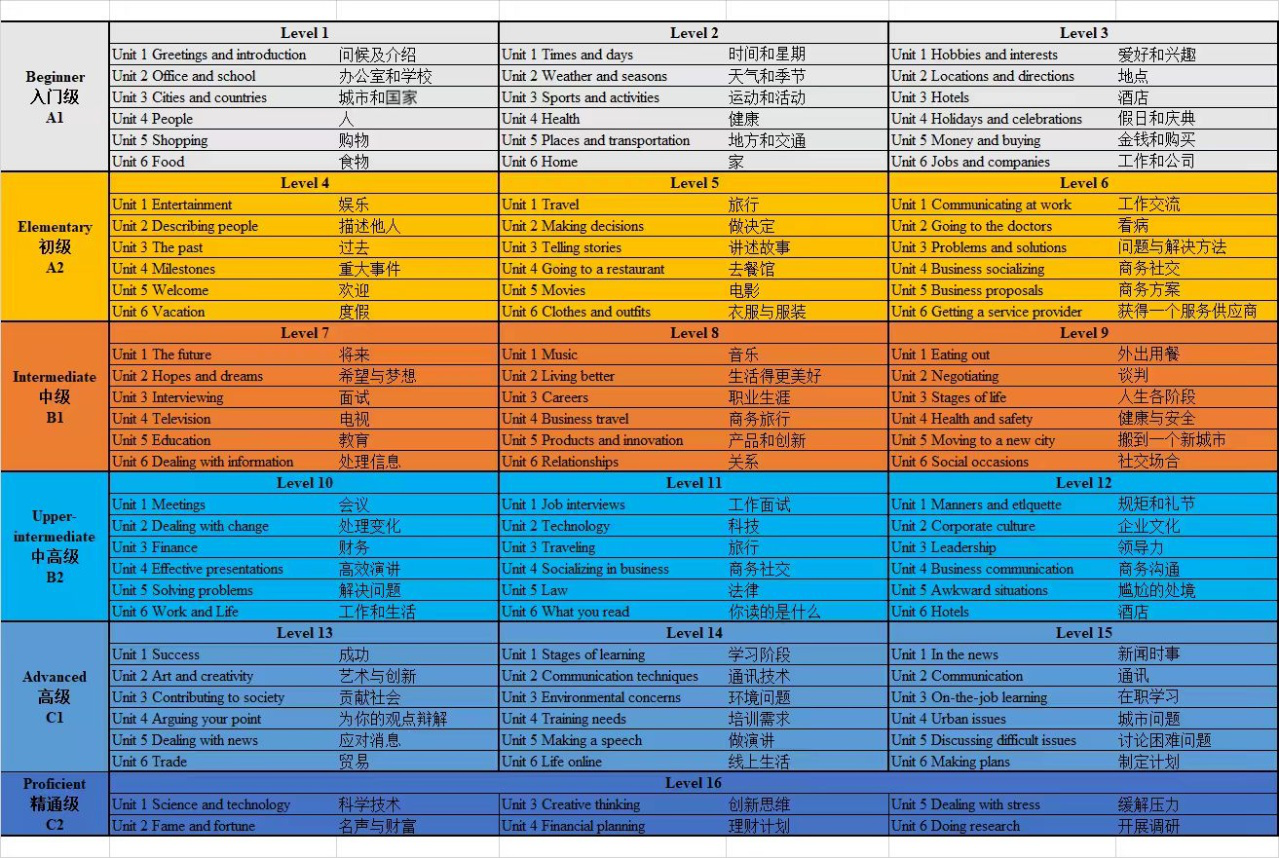 Level 1 Level 2 Level 3
Beginner
入门级
A1
Unit 1 Greetings and introduction 问候及介绍 Unit 1 Times and days 时间和星期 Unit 1 Hobbies and interests 爱好和兴趣
Unit 2 Office and school 办公室和学校 Unit 2 Weather and seasons 天气和季节 Unit 2 Locations and directions 地点
Unit 3 Cities and countries 城市和国家 Unit 3 Sports and activities 运动和活动 Unit 3 Hotels 酒店
Unit 4 People 人 Unit 4 Health 健康 Unit 4 Holidays and celebrations 假日和庆典
Unit 5 Shopping 购物 Unit 5 Places and transportation 地方和交通 Unit 5 Money and buying 金钱和购买
Unit 6 Food 食物 Unit 6 Home 家 Unit 6 Jobs and companies 工作和公司
Level 4 Level 5 Level 6
Elementary
初级
A2
Unit 1 Entertainment 娱乐 Unit 1 Travel 旅行 Unit 1 Communicating at work 工作交流
Unit 2 Describing people 描述他人 Unit 2 Making decisions 做决定 Unit 2 Going to the doctors 看病
Unit 3 The past 过去 Unit 3 Telling stories 讲述故事 Unit 3 Problems and solutions 问题与解决方法
Unit 4 Milestones 重大事件 Unit 4 Going to a restaurant 去餐馆 Unit 4 Business socializing 商务社交
Unit 5 Welcome 欢迎 Unit 5 Movies 电影 Unit 5 Business proposals 商务方案
Unit 6 Vacation 度假 Unit 6 Clothes and outfits 衣服与服装 Unit 6 Getting a service provider 获得一个服务供应商
Level 7 Level 8 Level 9
Intermediate
中级
B1
Unit 1 The future 将来 Unit 1 Music 音乐 Unit 1 Eating out 外出用餐
Unit 2 Hopes and dreams 希望与梦想 Unit 2 Living better 生活得更美好 Unit 2 Negotiating 谈判
Unit 3 Interviewing 面试 Unit 3 Careers 职业生涯 Unit 3 Stages of life 人生各阶段
Unit 4 Television 电视 Unit 4 Business travel 商务旅行 Unit 4 Health and safety 健康与安全
Unit 5 Education 教育 Unit 5 Products and innovation 产品和创新 Unit 5 Moving to a new city 搬到一个新城市
Unit 6 Dealing with information 处理信息 Unit 6 Relationships 关系 Unit 6 Social occasions 社交场合
Level 10 Level 11 Level 12
Upper-
intermediate
中高级
B2
Unit 1 Meetings 会议 Unit 1 Job interviews 工作面试 Unit 1 Manners and etlquette 规矩和礼节
Unit 2 Dealing with change 处理变化 Unit 2 Technology 科技 Unit 2 Corporate culture 企业文化
Unit 3 Finance 财务 Unit 3 Traveling 旅行 Unit 3 Leadership 领导力
Unit 4 Effective presentations 高效演讲 Unit 4 Socializing in business 商务社交 Unit 4 Business communication 商务沟通
Unit 5 Solving problems 解决问题 Unit 5 Law 法律 Unit 5 Awkward situations 尴尬的处境
Unit 6 Work and Life 工作和生活 Unit 6 What you read 你读的是什么 Unit 6 Hotels 酒店
Level 13 Level 14 Level 15
Advanced
高级
C1
Unit 1 Success 成功 Unit 1 Stages of learning 学习阶段 Unit 1 In the news 新闻时事
Unit 2 Art and creativity 艺术与创新 Unit 2 Communication techniques 通讯技术 Unit 2 Communication 通讯
Unit 3 Contributing to society 贡献社会 Unit 3 Environmental concerns 环境问题 Unit 3 On-the-job learning 在职学习
Unit 4 Arguing your point 为你的观点辩解 Unit 4 Training needs 培训需求 Unit 4 Urban issues 城市问题
Unit 5 Dealing with news 应对消息 Unit 5 Making a speech 做演讲 Unit 5 Discussing difficult issues 讨论困难问题
Unit 6 Trade 贸易 Unit 6 Life online 线上生活 Unit 6 Making plans 制定计划
Level 16
Proficient
精通级
C2
Unit 1 Science and technology 科学技术 Unit 3 Creative thinking 创新思维 Unit 5 Dealing with stress 缓解压力
Unit 2 Fame and fortune 名声与财富 Unit 4 Financial planning 理财计划 Unit 6 Doing research 开展调研